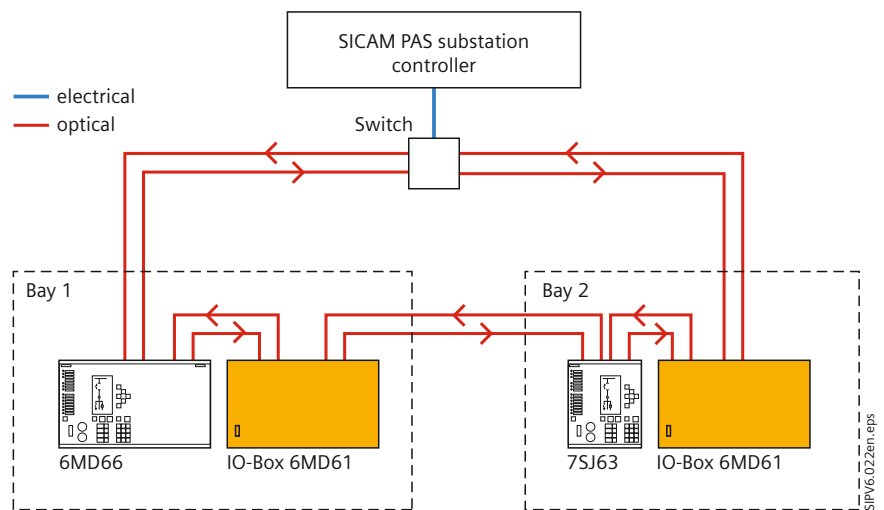 SICAM PAS substation
controller
electrical
optical
Switch
Bay 1
Bay 2
6MD66
IO-Box 6MD61
7SJ63
IO-Box 6MD61
SIPV6.022en.eps